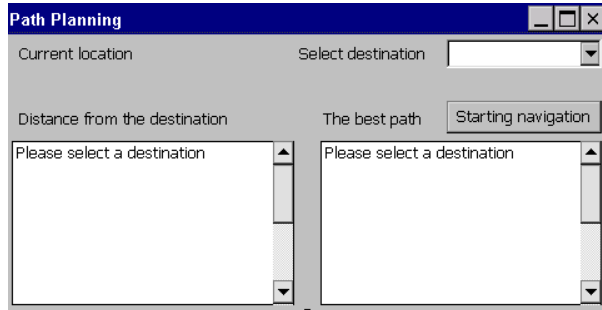 Path Planning
Current location
Select destination
Distance from the destination
The best path
Starting navigation
Please select a destination
Please select a destination